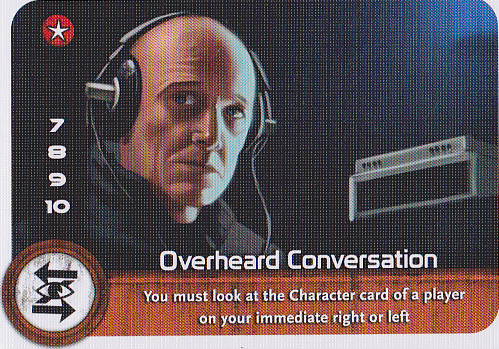 7
8
9
10
Overheard Conversation
You must look at the Character card of a player
on your immediate right or left